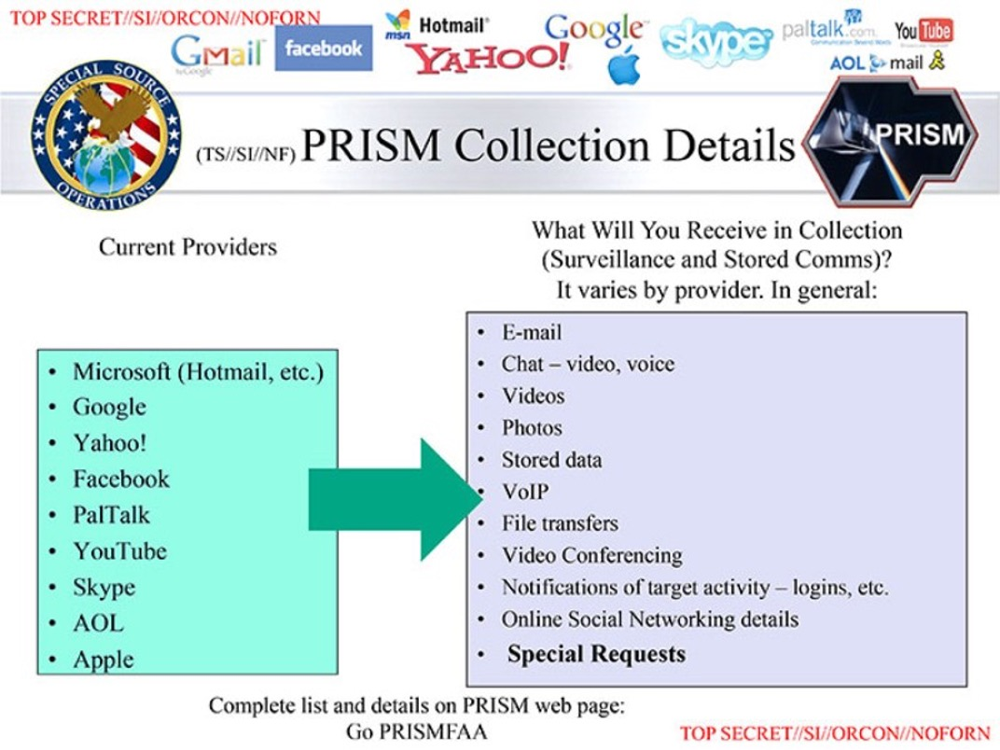 TOP SECRET//SI//ORCON//NOFORN
Gmail
by Google
facebook
msn Hotmail
YAHOO!
Google
skype
paltalk.com
Communication Beyond Words
YouTube
AOL mail
SPECIAL SOURCE
OPERATIONS
(TS//SI//NF) PRISM Collection Details
PRISM
Current Providers
What Will You Receive in Collection
(Surveillance and Stored Comms)?
It varies by provider. In general:
• Microsoft (Hotmail, etc.)
• Google
• Yahoo!
• Facebook
• PalTalk
• YouTube
• Skype
• AOL
• Apple
• E-mail
• Chat – video, voice
• Videos
• Photos
• Stored data
• VoIP
• File transfers
• Video Conferencing
• Notifications of target activity – logins, etc.
• Online Social Networking details
• Special Requests
Complete list and details on PRISM web page:
Go PRISMFAA
TOP SECRET//SI//ORCON//NOFORN